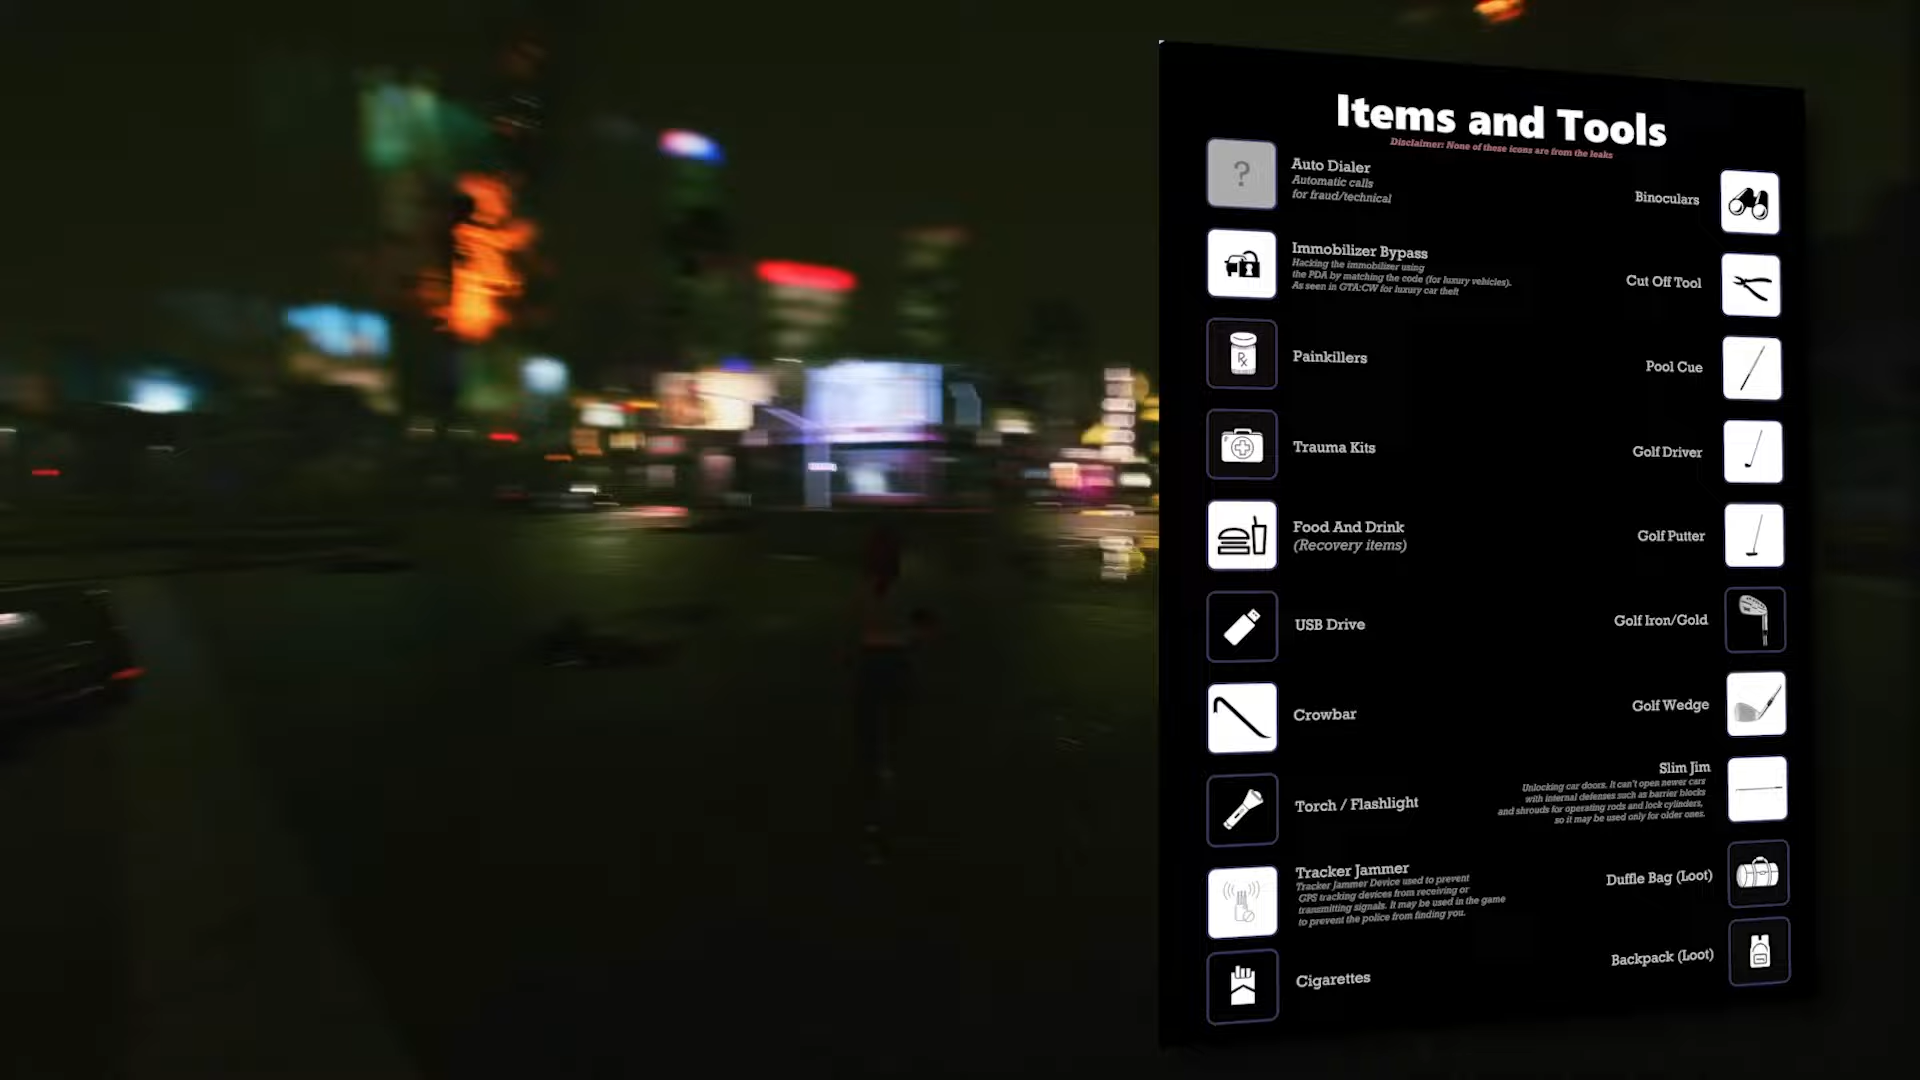 Items and Tools
Disclaimer: None of these icons are from the leaks
?
Auto Dialer
Automatic calls
for fraud/technical
Immobilizer Bypass
Hacking the immobilizer using
the PDA by matching the code (for luxury vehicles).
As seen in GTA:CW for luxury car theft
Rx
Painkillers
Trauma Kits
Food And Drink
(Recovery items)
USB Drive
Crowbar
Torch / Flashlight
Tracker Jammer
Tracker Jammer Device used to prevent
GPS tracking devices from receiving or
transmitting signals. It may be used in the game
to prevent the police from finding you.
Cigarettes
Binoculars
Cut Off Tool
Pool Cue
Golf Driver
Golf Putter
Golf Iron/Gold
Golf Wedge
Slim Jim
Unlocking car doors. It can't open newer cars
with internal defenses such as barrier blocks
and shrouds for operating rods and lock cylinders,
so it may be used only for older ones.
Duffle Bag (Loot)
Backpack (Loot)